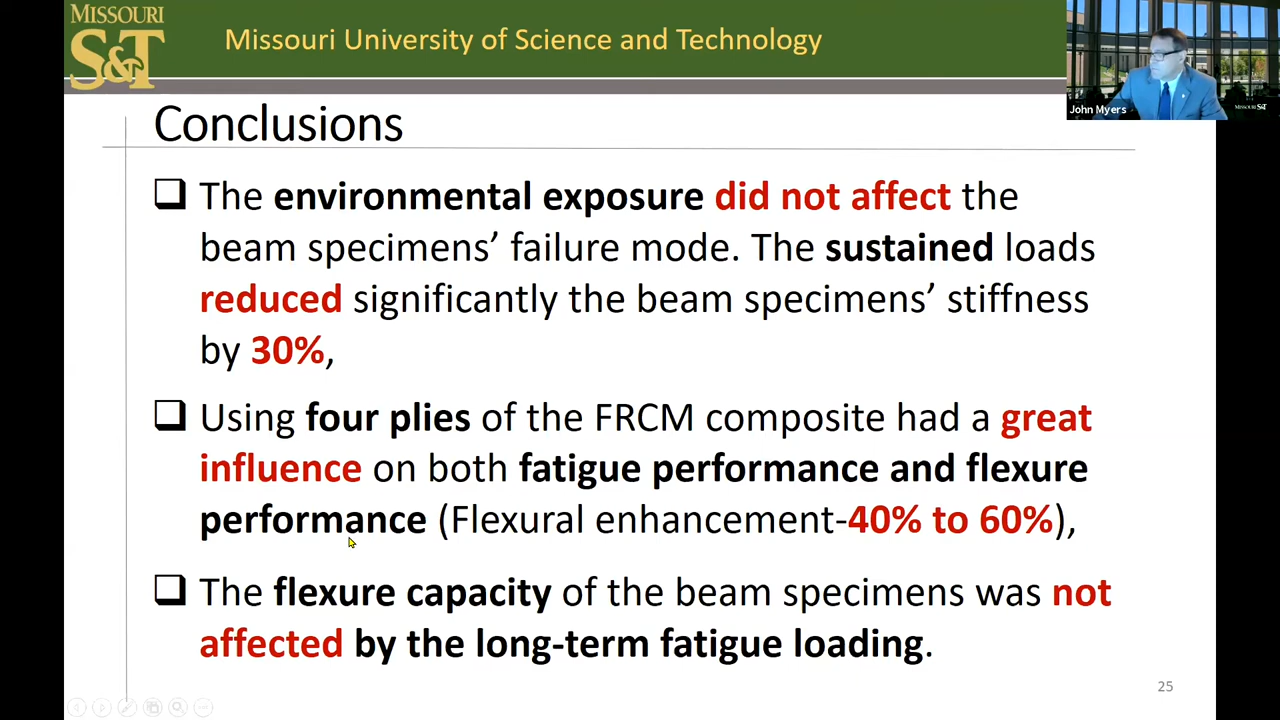 MISSOURI
S&T
Missouri University of Science and Technology
John Myers
MISSOURI S&T
Conclusions
❑ The environmental exposure did not affect the
beam specimens’ failure mode. The sustained loads
reduced significantly the beam specimens’ stiffness
by 30%,
❑ Using four plies of the FRCM composite had a great
influence on both fatigue performance and flexure
performance (Flexural enhancement-40% to 60%),
❑ The flexure capacity of the beam specimens was not
affected by the long-term fatigue loading.
25